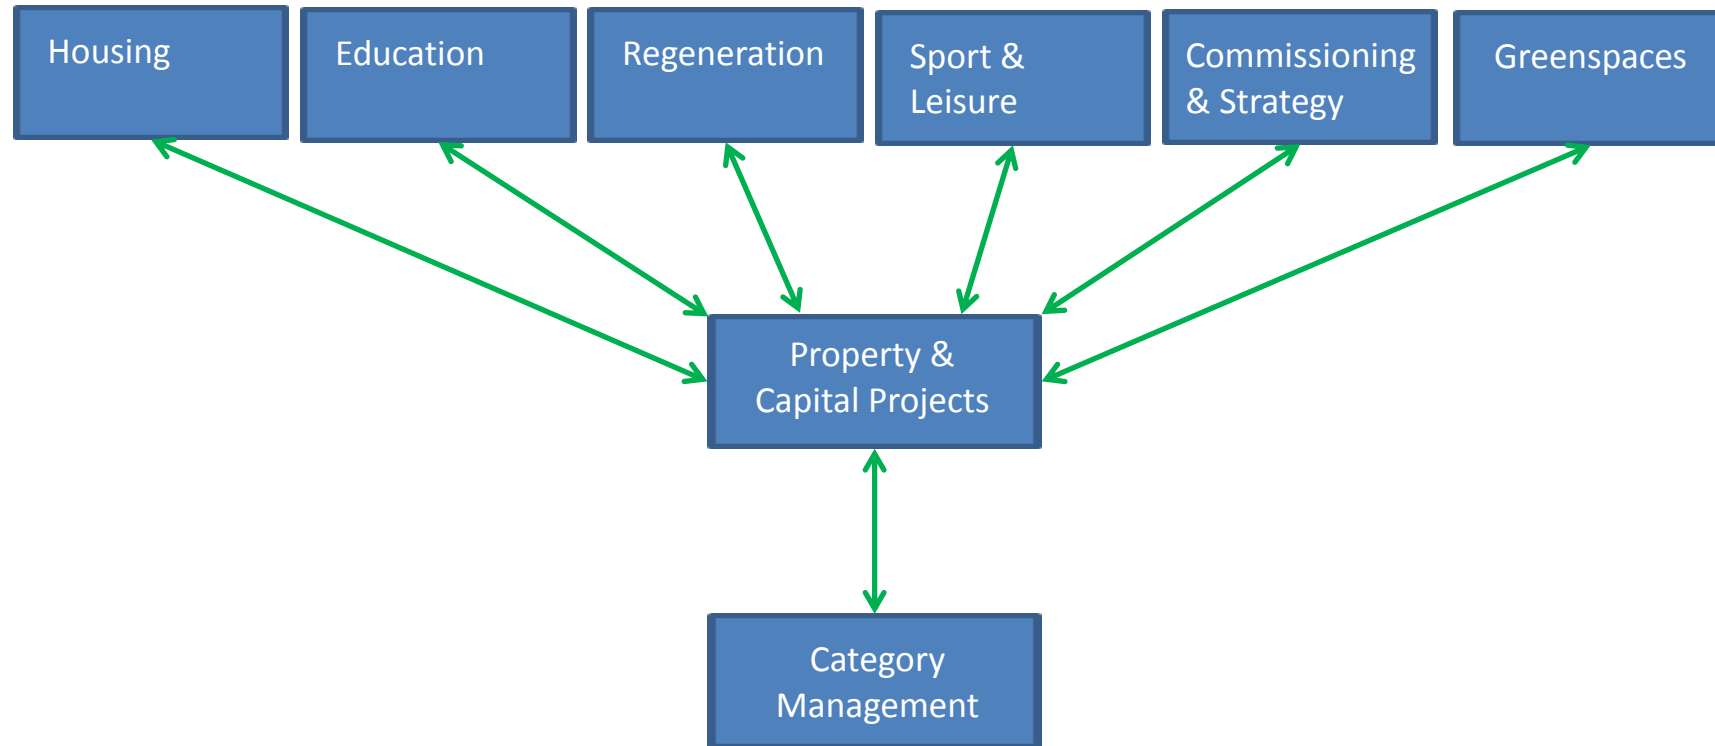 Housing
Education
Regeneration
Sport &
Leisure
Commissioning
& Strategy
Greenspaces
Property &
Capital Projects
Category
Management